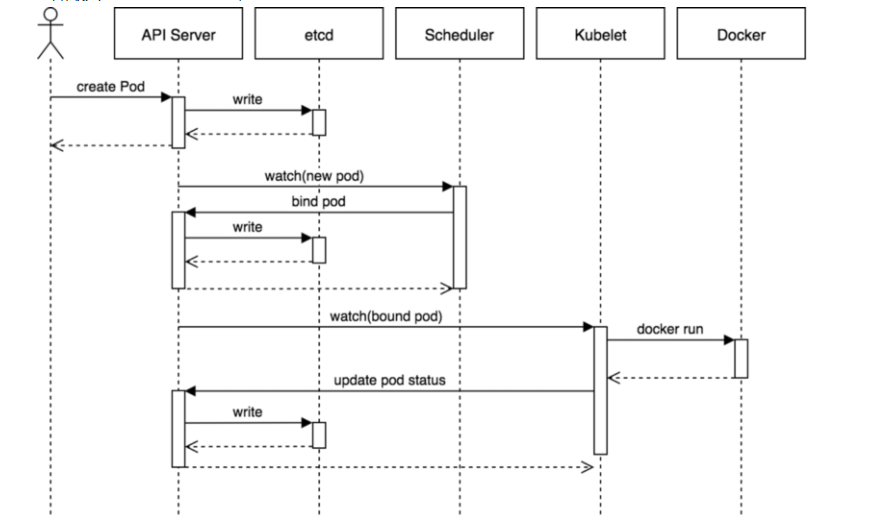 API Server
etcd
Scheduler
Kubelet
Docker
create Pod
write
watch(new pod)
bind pod
write
watch(bound pod)
docker run
update pod status
write